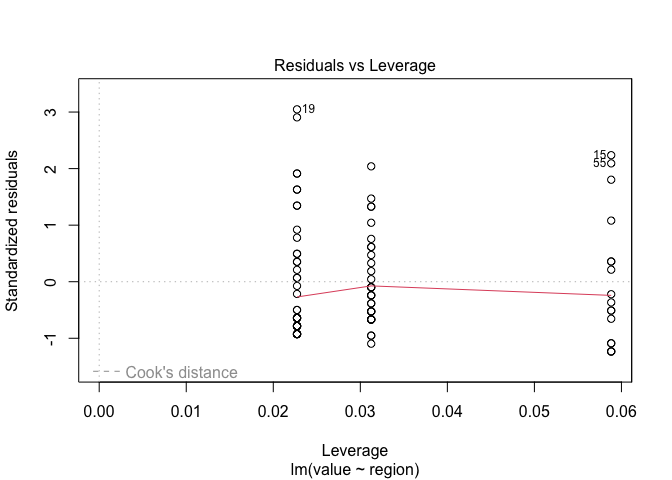 Residuals vs Leverage
Standardized residuals
3
2
1
0
-1
19
15
55
Cook's distance
0.00 0.01 0.02 0.03 0.04 0.05 0.06
Leverage
lm(value ~ region)